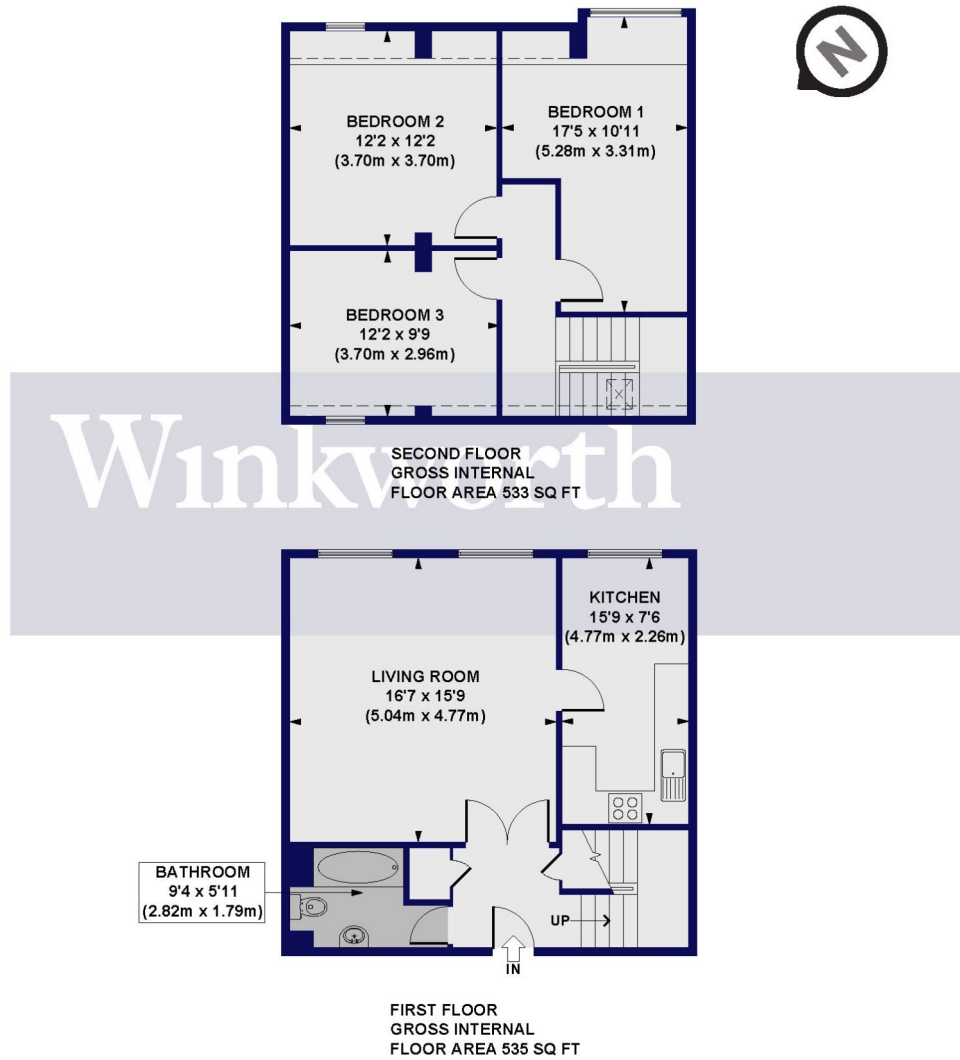 N
BEDROOM 2
12'2 x 12'2
(3.70m x 3.70m)
BEDROOM 1
17'5 x 10'11
(5.28m x 3.31m)
BEDROOM 3
12'2 x 9'9
(3.70m x 2.96m)
Winkworth
SECOND FLOOR
GROSS INTERNAL
FLOOR AREA 533 SQ FT
KITCHEN
15'9 x 7'6
(4.77m x 2.26m)
LIVING ROOM
16'7 x 15'9
(5.04m x 4.77m)
BATHROOM
9'4 x 5'11
(2.82m x 1.79m)
UP
IN
FIRST FLOOR
GROSS INTERNAL
FLOOR AREA 535 SQ FT